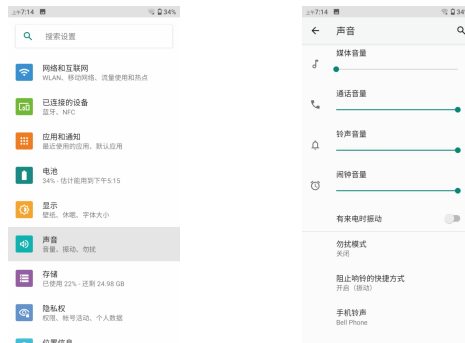 上午7:14
34%
搜索设置
网络和互联网
WLAN、移动网络、流量使用和热点
已连接的设备
蓝牙、NFC
应用和通知
最近使用的应用、默认应用
电池
34% - 估计能用到下午5:15
显示
壁纸、休眠、字体大小
声音
音量、振动、勿扰
存储
已使用 22% - 还剩 24.98 GB
隐私权
权限、帐号活动、个人数据
位置信息
上午7:14
34%
声音
媒体音量
通话音量
铃声音量
闹钟音量
有来电时振动
勿扰模式
关闭
阻止响铃的快捷方式
开启（振动）
手机铃声
Bell Phone